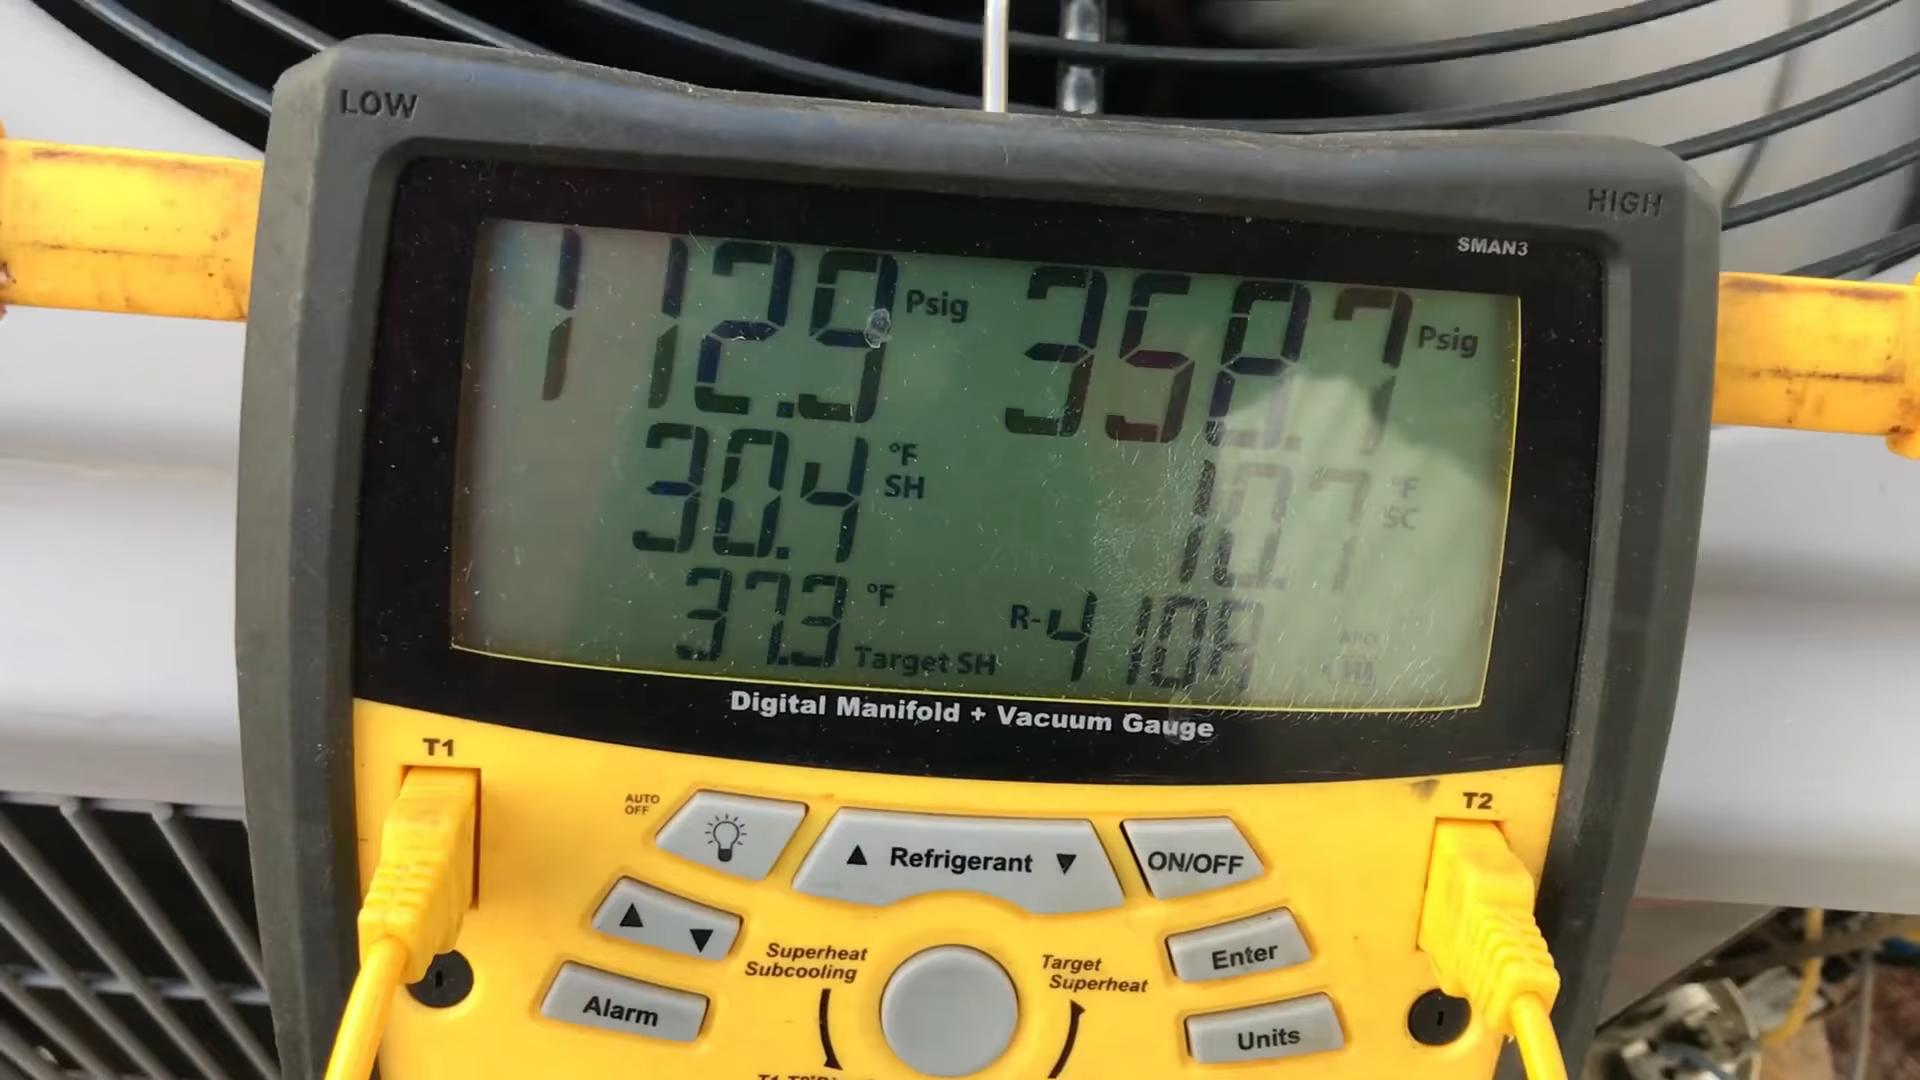 LOW
HIGH
SMAN3
112.9 Psig 358.7 Psig
30.4 °F SH 10.7 °F SC
37.3 °F Target SH R-410A
Digital Manifold + Vacuum Gauge
T1
T2
AUTO OFF
▲ Refrigerant ▼
ON/OFF
▲ ▼
Superheat
Subcooling
Target
Superheat
Enter
Alarm
Units